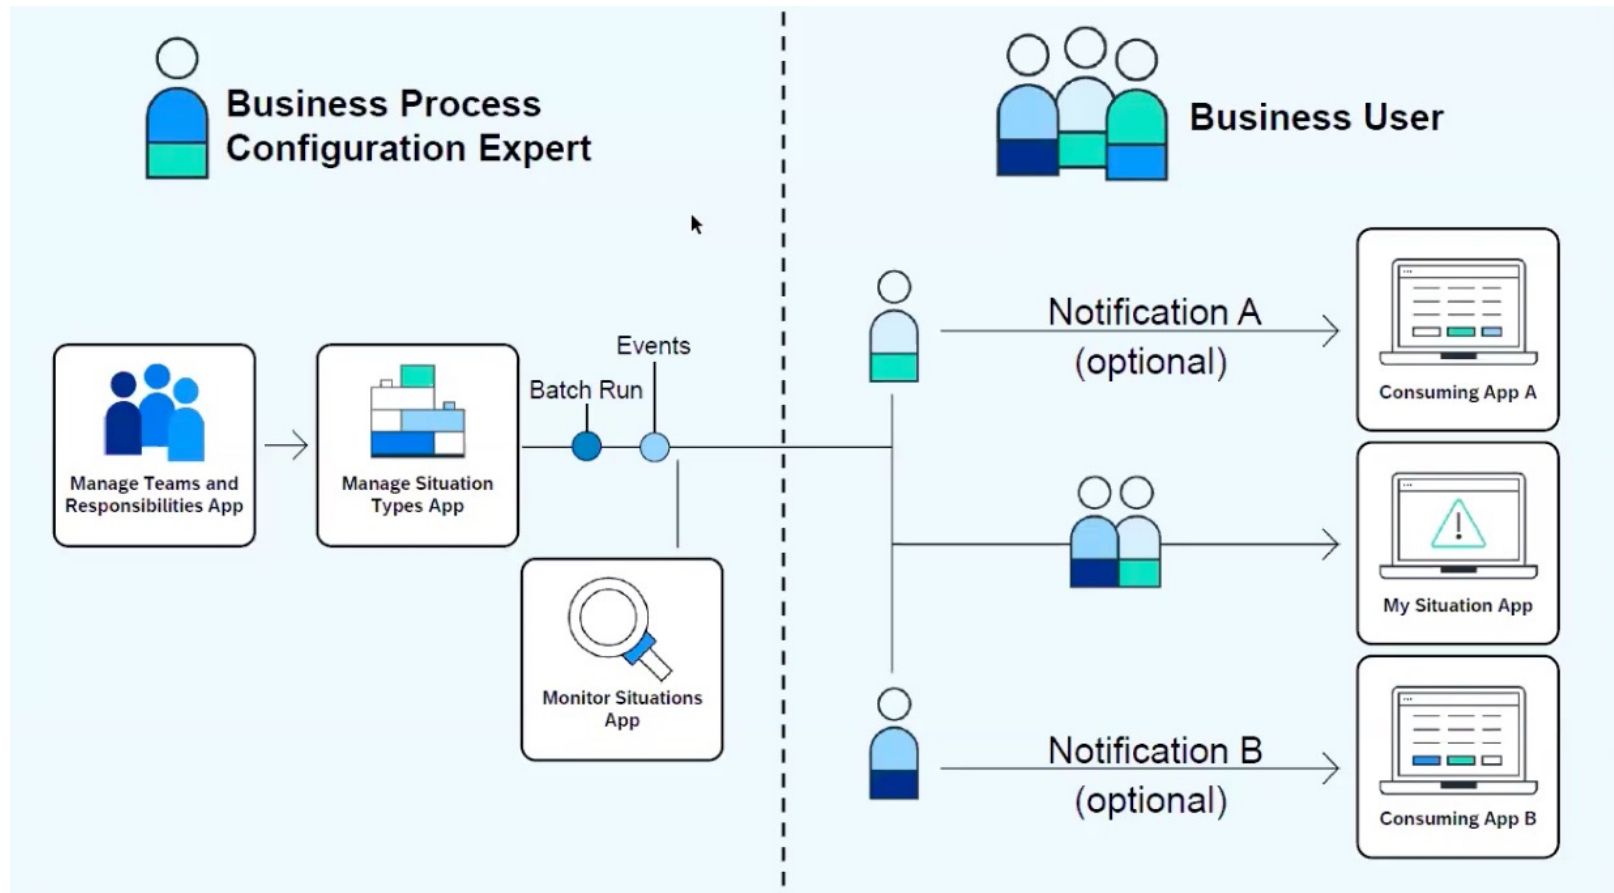 Business Process
Configuration Expert
Business User
Manage Teams and
Responsibilities App
Manage Situation
Types App
Batch Run
Events
Monitor Situations
App
Notification A
(optional)
Consuming App A
My Situation App
Notification B
(optional)
Consuming App B